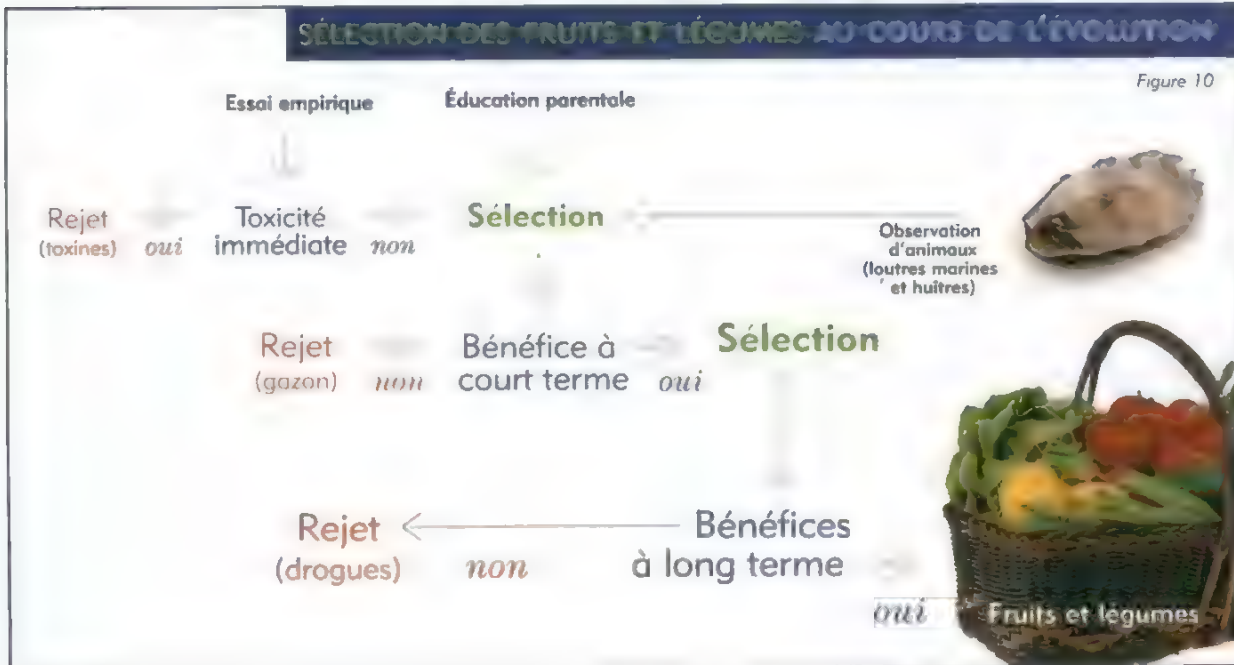 SÉLECTION DES FRUITS ET LÉGUMES AU COURS DE L'ÉVOLUTION
Figure 10
Essai empirique
Éducation parentale
Rejet
(toxines)
oui
Toxicité
immédiate
non
Sélection
Observation
d'animaux
(loutres marines
et huîtres)
Rejet
(gazon)
non
Bénéfice à
court terme
oui
Sélection
Rejet
(drogues)
non
Bénéfices
à long terme
oui
Fruits et légumes